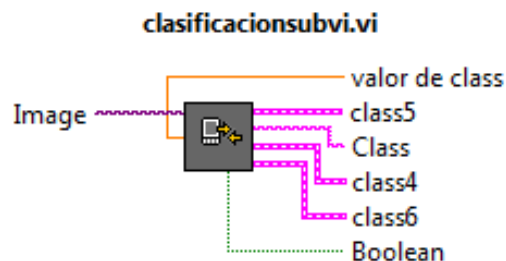 clasificacionsubvi.vi
valor de class
Image
class5
Class
class4
class6
Boolean